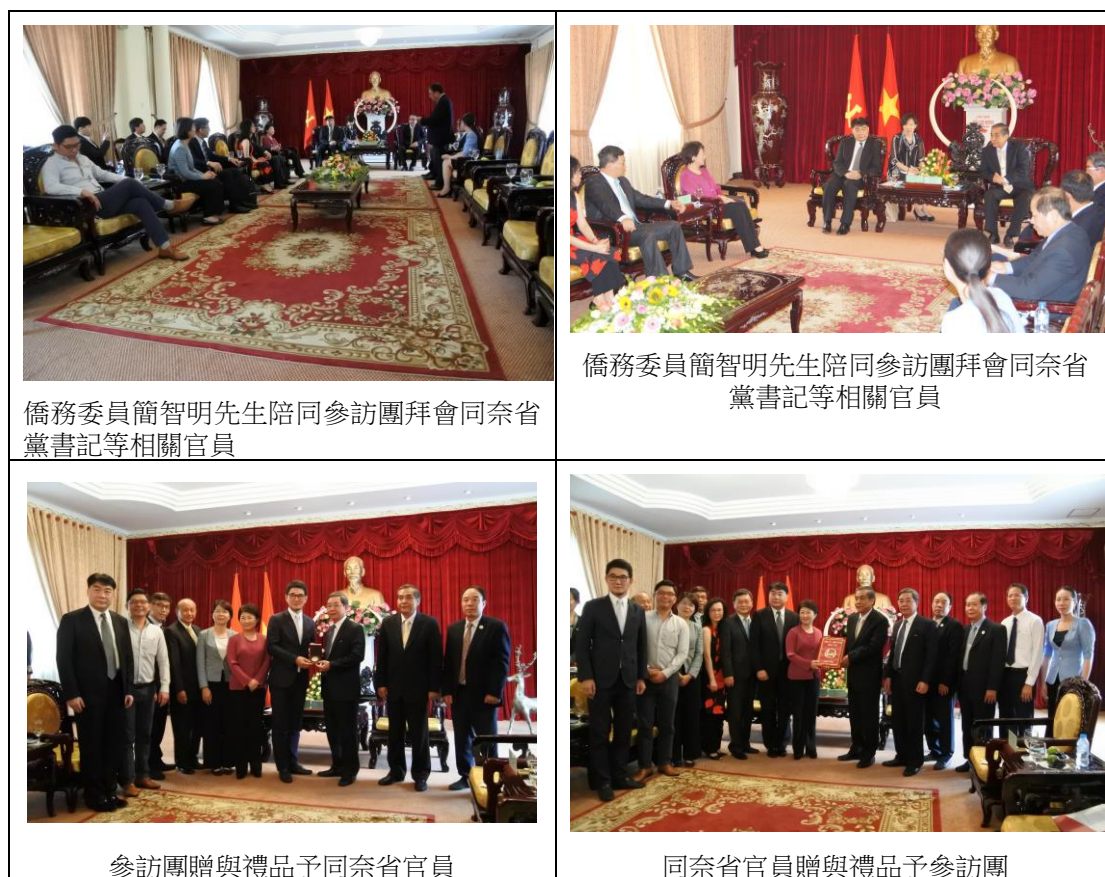 僑務委員簡智明先生陪同參訪團拜會同奈省
黨書記等相關官員
僑務委員簡智明先生陪同參訪團拜會同奈省
黨書記等相關官員
參訪團贈與禮品予同奈省官員
同奈省官員贈與禮品予參訪團